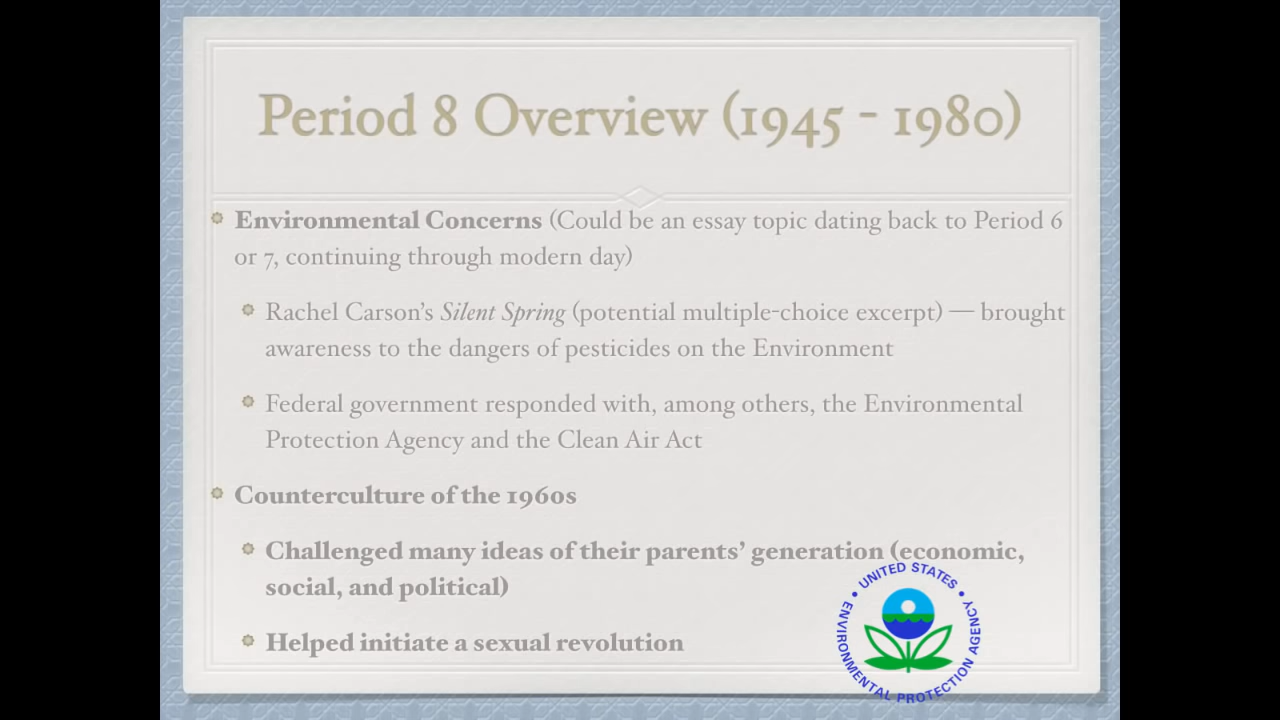 Period 8 Overview (1945 - 1980)
Environmental Concerns (Could be an essay topic dating back to Period 6
or 7, continuing through modern day)
Rachel Carson's Silent Spring (potential multiple-choice excerpt) — brought
awareness to the dangers of pesticides on the Environment
Federal government responded with, among others, the Environmental
Protection Agency and the Clean Air Act
Counterculture of the 1960s
Challenged many ideas of their parents' generation (economic,
social, and political)
Helped initiate a sexual revolution
• UNITED STATES •
ENVIRONMENTAL PROTECTION AGENCY